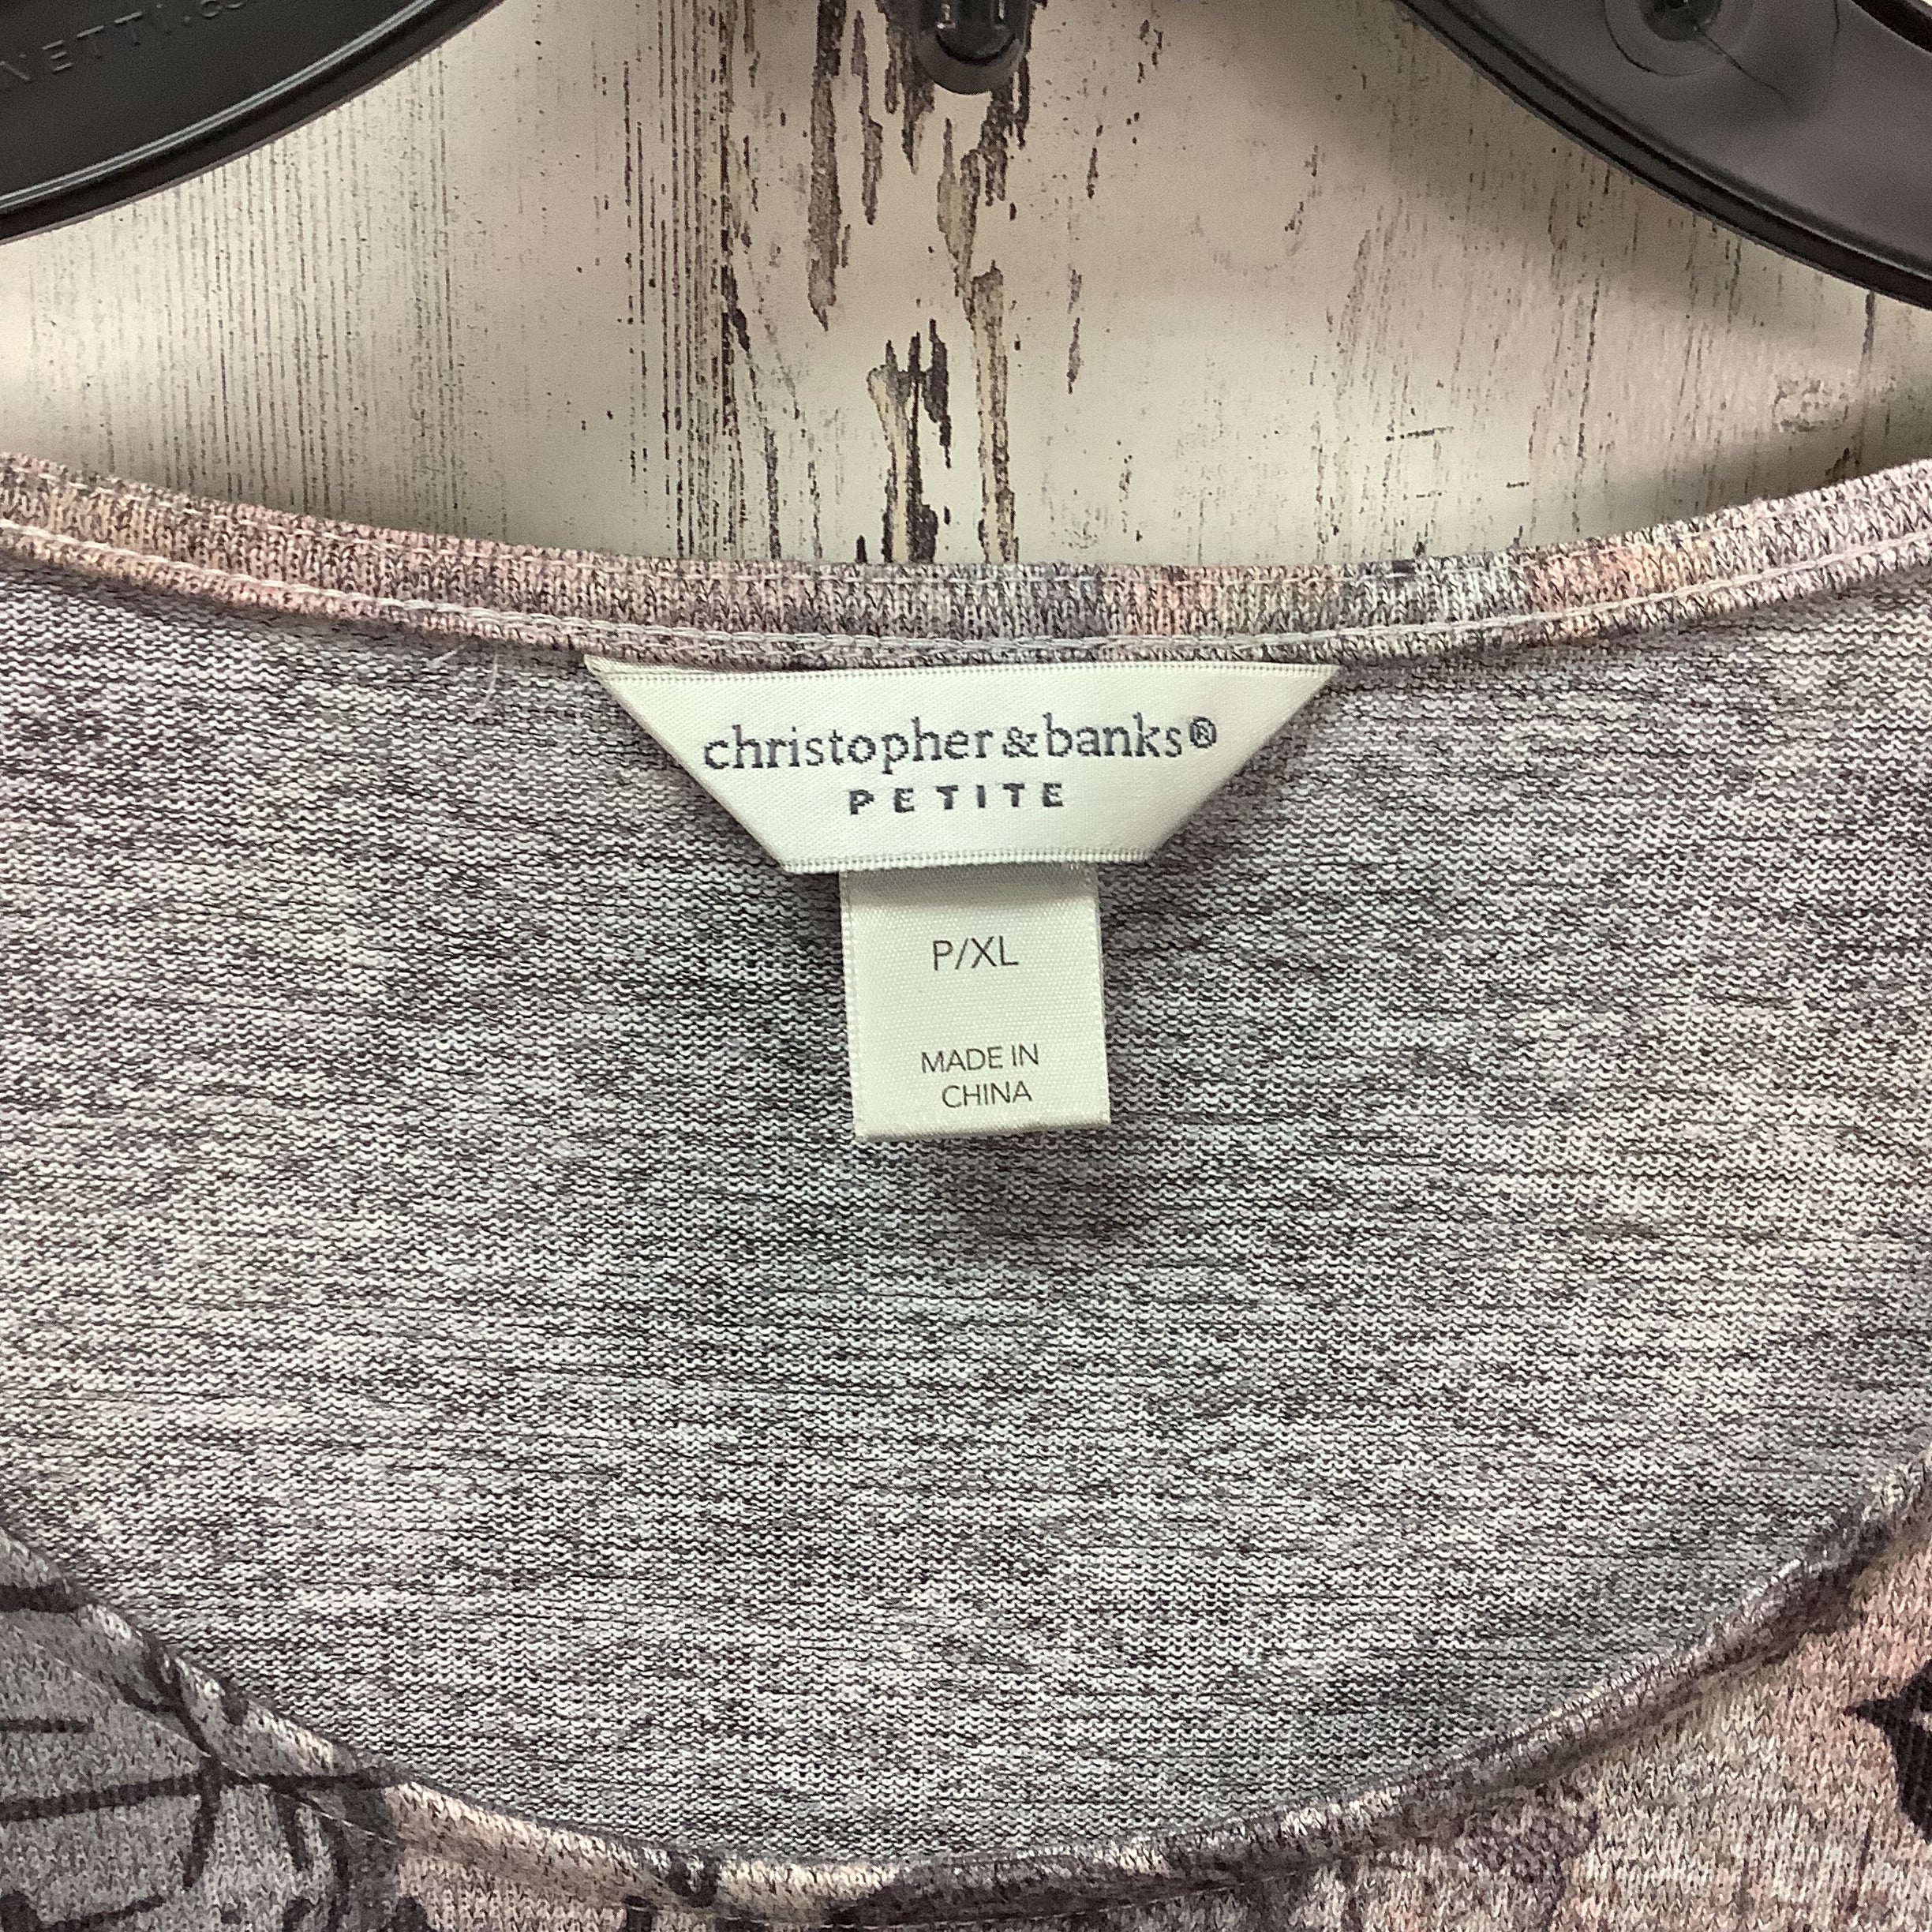 christopher&banks®
PETITE
P/XL
MADE IN
CHINA